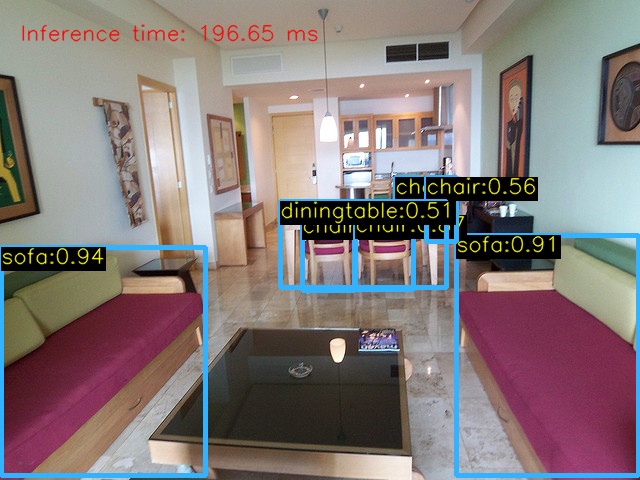 Inference time: 196.65 ms
chair:0.56
diningtable:0.51
sofa:0.94
sofa:0.91